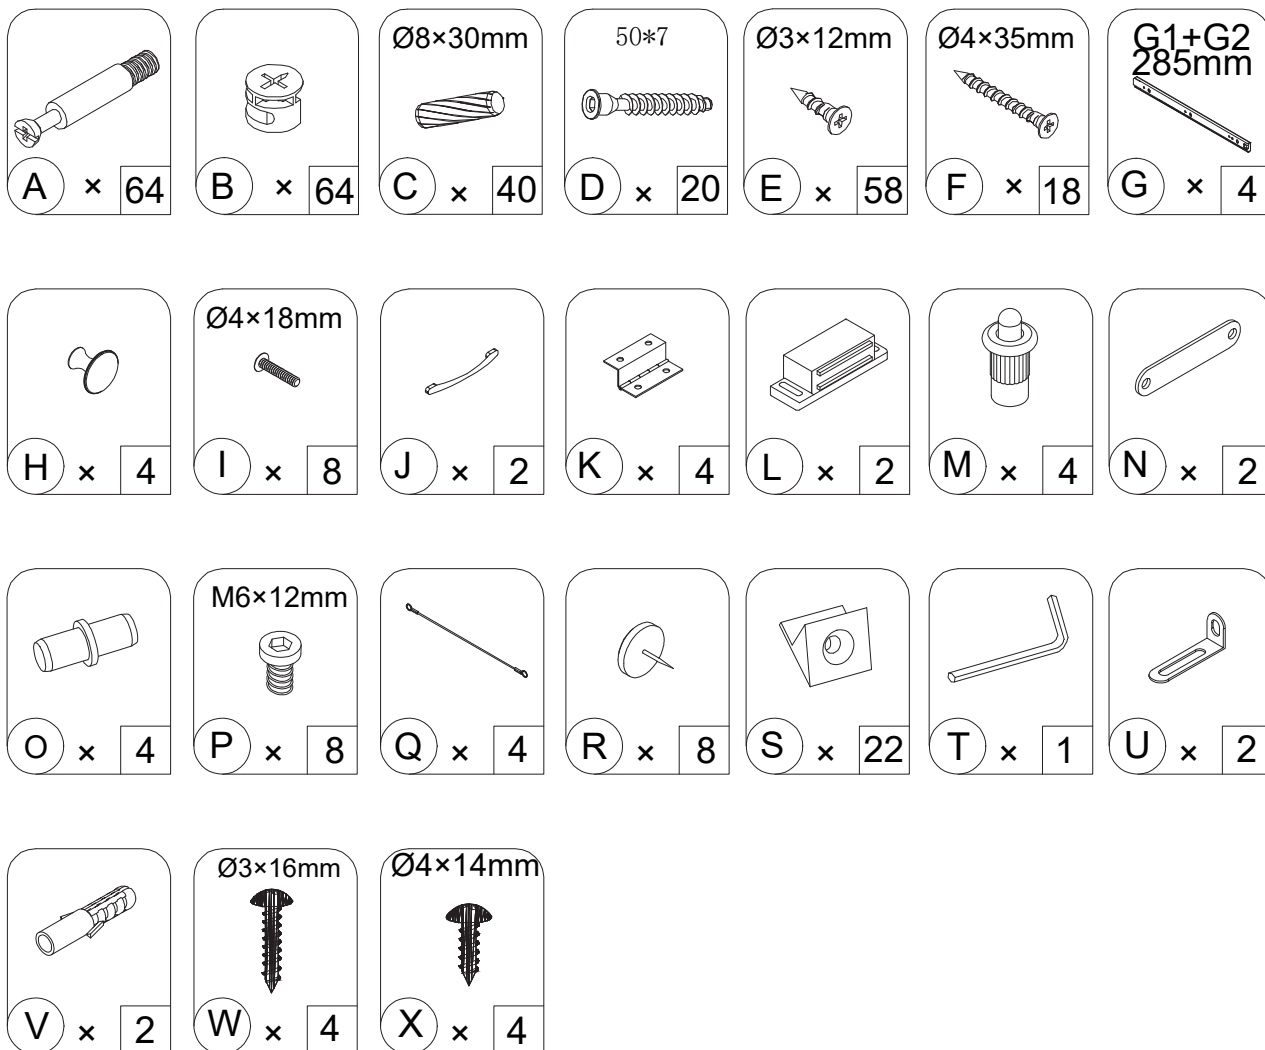 Ø8×30mm
50*7
Ø3×12mm
Ø4×35mm
G1+G2
285mm
A × 64
B × 64
C × 40
D × 20
E × 58
F × 18
G × 4
Ø4×18mm
H × 4
I × 8
J × 2
K × 4
L × 2
M × 4
N × 2
M6×12mm
O × 4
P × 8
Q × 4
R × 8
S × 22
T × 1
U × 2
Ø3×16mm
Ø4×14mm
V × 2
W × 4
X × 4